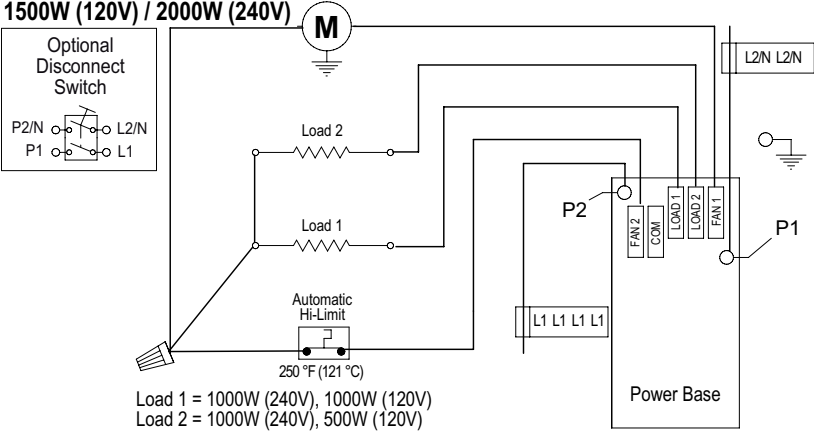 1500W (120V) / 2000W (240V)
M
Optional
Disconnect
Switch
P2/N
L2/N
P1
L1
L2/N L2/N
Load 2
Load 1
P2
FAN 2
COM
LOAD 1
LOAD 2
FAN 1
P1
Automatic
Hi-Limit
250 °F (121 °C)
L1 L1 L1 L1
Power Base
Load 1 = 1000W (240V), 1000W (120V)
Load 2 = 1000W (240V), 500W (120V)